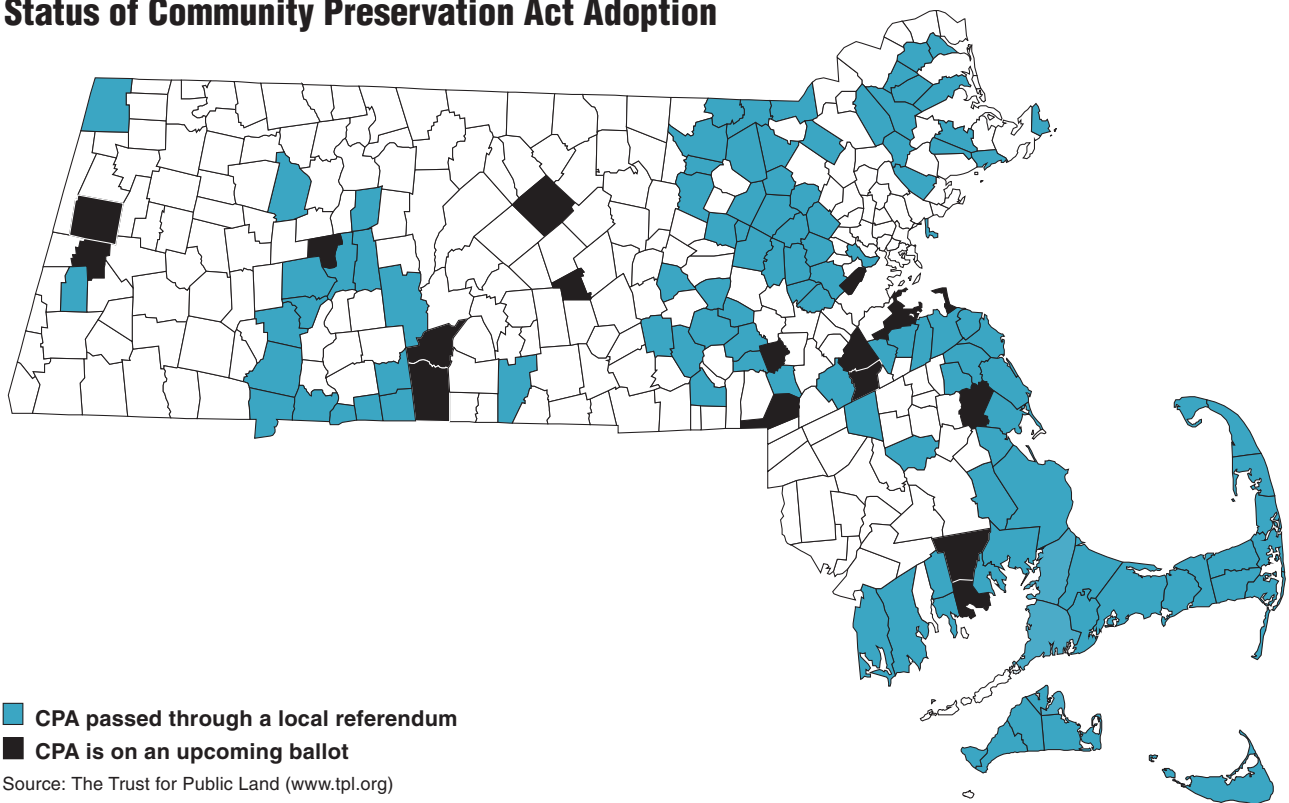 Status of Community Preservation Act Adoption
CPA passed through a local referendum
CPA is on an upcoming ballot
Source: The Trust for Public Land (www.tpl.org)